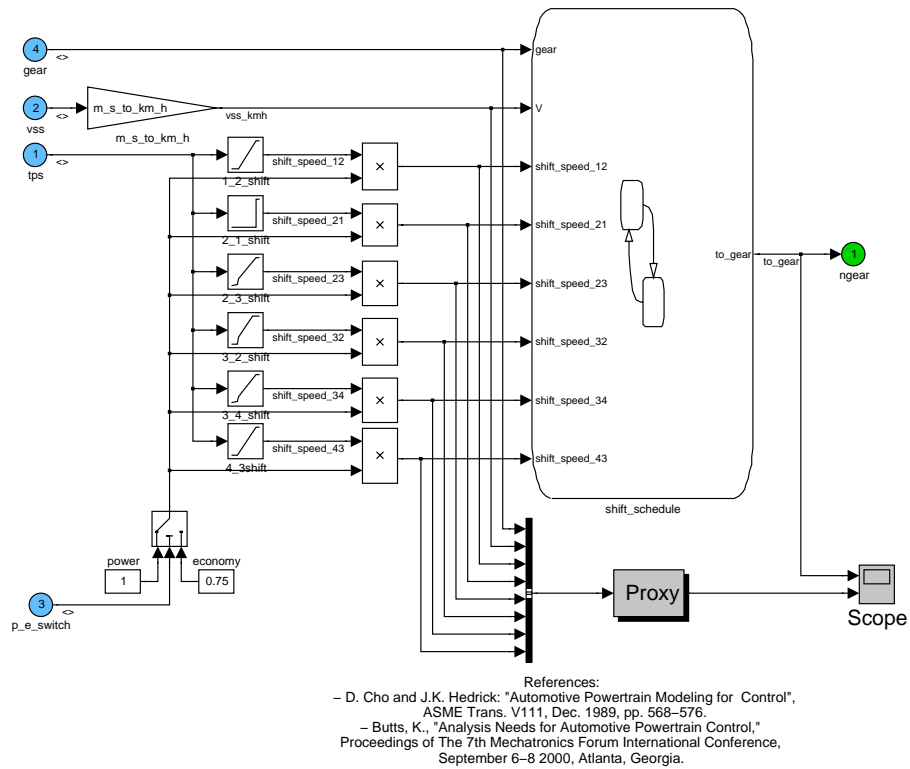 4
gear
<>
gear
2
vss
<>
m_s_to_km_h
m_s_to_km_h
vss_kmh
V
1
tps
<>
shift_speed_12
1_2_shift
×
shift_speed_12
shift_speed_21
2_1_shift
×
shift_speed_21
shift_speed_23
2_3_shift
×
shift_speed_23
shift_speed_32
3_2_shift
×
shift_speed_32
shift_speed_34
3_4_shift
×
shift_speed_34
shift_speed_43
4_3shift
×
shift_speed_43
to_gear
to_gear
1
ngear
shift_schedule
power
1
economy
0.75
3
p_e_switch
<>
Proxy
Scope
References:
– D. Cho and J.K. Hedrick: "Automotive Powertrain Modeling for Control",
ASME Trans. V111, Dec. 1989, pp. 568–576.
– Butts, K., "Analysis Needs for Automotive Powertrain Control,"
Proceedings of The 7th Mechatronics Forum International Conference,
September 6–8 2000, Atlanta, Georgia.